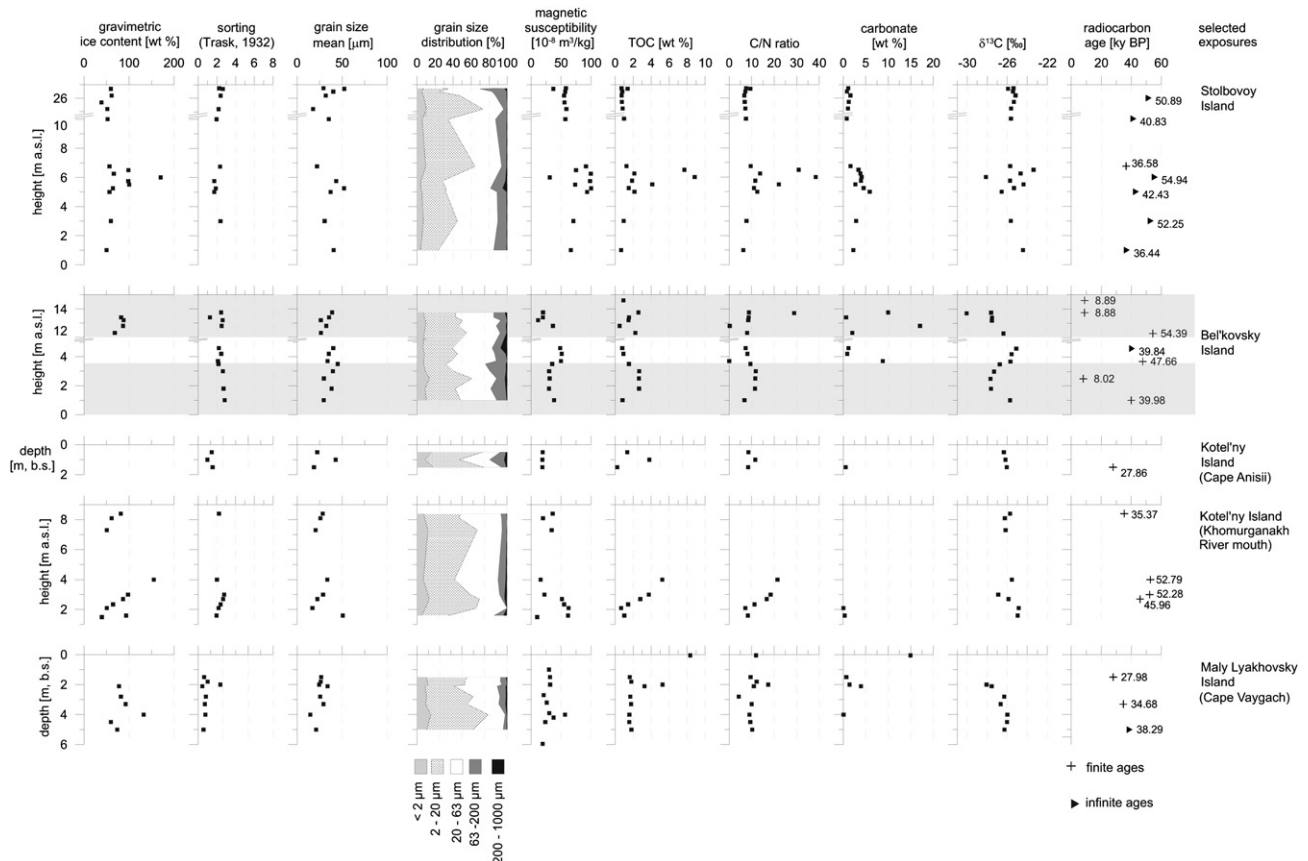 gravimetric
ice content [wt %]
sorting
(Trask, 1932)
grain size
mean [µm]
grain size
distribution [%]
magnetic
susceptibility
[10⁻⁸ m³/kg]
TOC [wt %]
C/N ratio
carbonate
[wt %]
δ¹³C [‰]
radiocarbon
age [ky BP]
selected
exposures
0 100 200
0 2 4 6 8
0 50 100
0 20 40 60 80 100
0 50 100
0 2 4 6 8 10
0 10 20 30 40
0 5 10 15 20
-30 -26 -22
0 20 40 60
height [m a.s.l.]
26
10
8
6
4
2
0
50.89
40.83
36.58
54.94
42.43
52.25
36.44
Stolbovoy
Island
height [m a.s.l.]
14
12
4
2
0
8.89
8.88
54.39
39.84
47.66
8.02
39.98
Bel'kovsky
Island
depth
[m, b.s.]
0
2
27.86
Kotel'ny
Island
(Cape Anisii)
height [m a.s.l.]
8
6
4
2
35.37
52.79
52.28
45.96
Kotel'ny Island
(Khomurganakh
River mouth)
depth [m, b.s.]
0
2
4
6
27.98
34.68
38.29
Maly Lyakhovsky
Island
(Cape Vaygach)
< 2 µm
2 - 20 µm
20 - 63 µm
63 -200 µm
200 - 1000 µm
finite ages
infinite ages